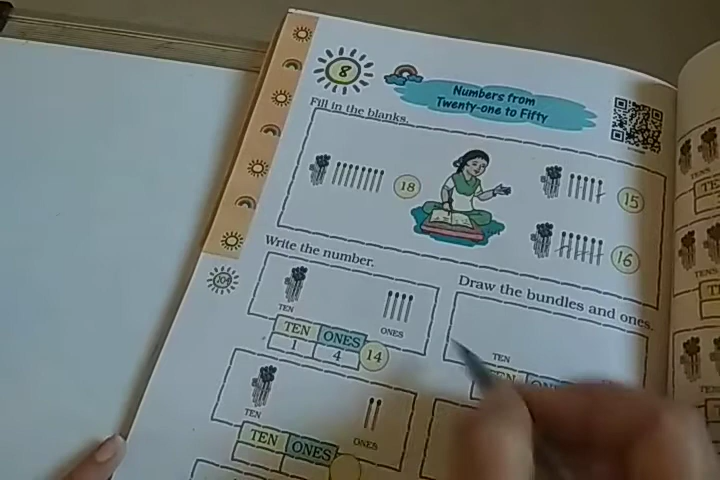 8
Numbers from
Twenty-one to Fifty
Fill in the blanks.
18
15
16
Write the number.
Draw the bundles and ones.
TEN
ONES
TEN ONES
1 4 14
TEN
TEN
ONES
TEN ONES
104